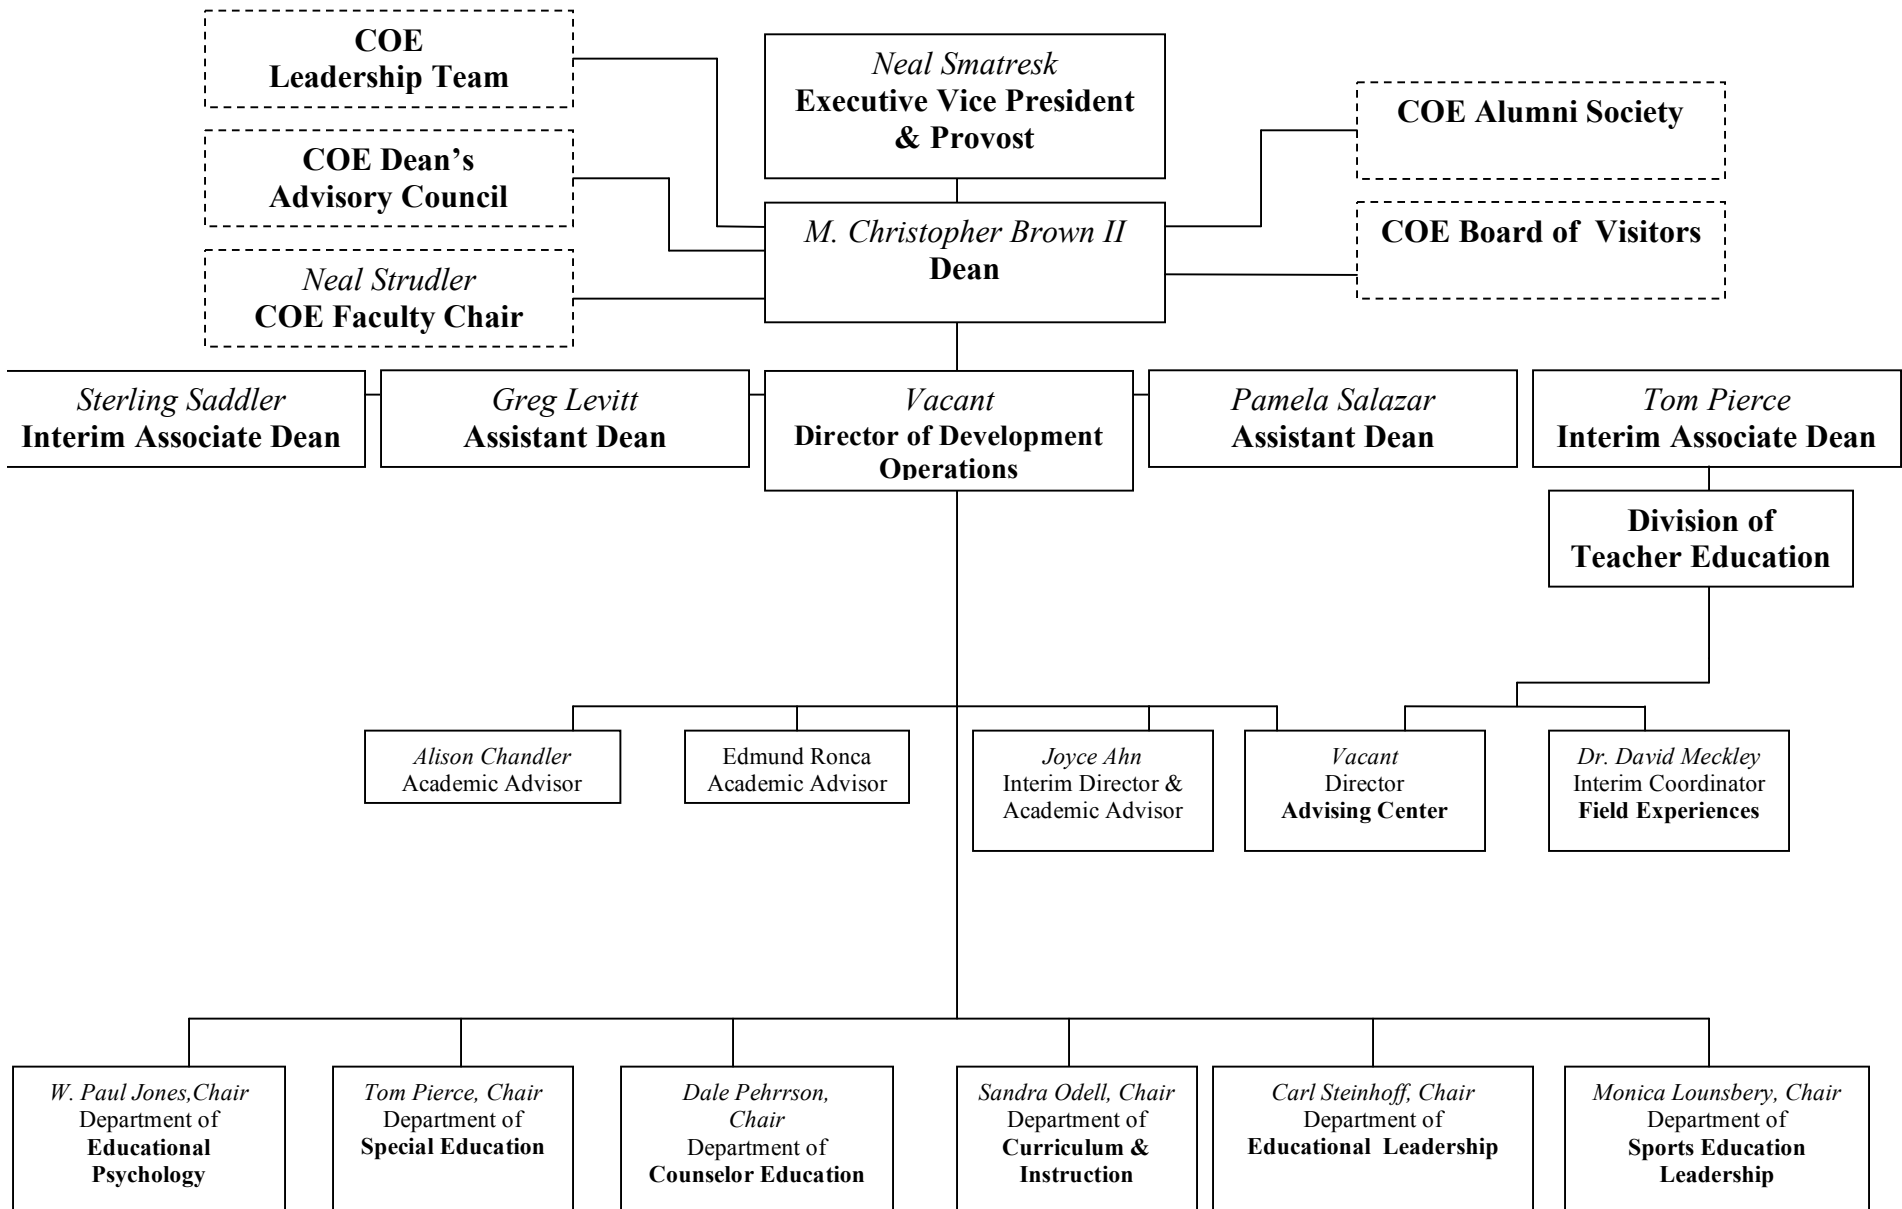 COE
Leadership Team
Neal Smatresk
Executive Vice President
& Provost
COE Alumni Society
COE Dean’s
Advisory Council
M. Christopher Brown II
Dean
COE Board of  Visitors
Neal Strudler
COE Faculty Chair
Sterling Saddler
Interim Associate Dean
Greg Levitt
Assistant Dean
Vacant
Director of Development
Operations
Pamela Salazar
Assistant Dean
Tom Pierce
Interim Associate Dean
Division of
Teacher Education
Alison Chandler
Academic Advisor
Edmund Ronca
Academic Advisor
Joyce Ahn
Interim Director &
Academic Advisor
Vacant
Director
Advising Center
Dr. David Meckley
Interim Coordinator
Field Experiences
W. Paul Jones,Chair
Department of
Educational
Psychology
Tom Pierce, Chair
Department of
Special Education
Dale Pehrrson,
Chair
Department of
Counselor Education
Sandra Odell, Chair
Department of
Curriculum &
Instruction
Carl Steinhoff, Chair
Department of
Educational  Leadership
Monica Lounsbery, Chair
Department of
Sports Education
Leadership